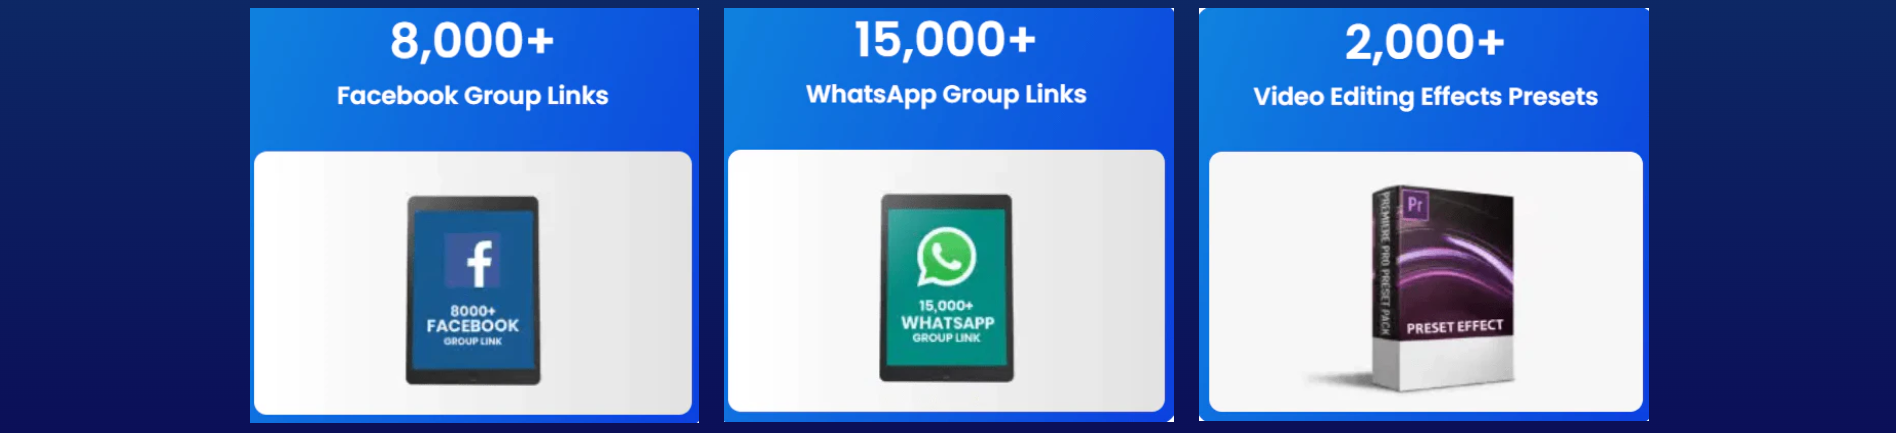 8,000+
Facebook Group Links
f
8000+
FACEBOOK
GROUP LINK
15,000+
WhatsApp Group Links
15,000+
WHATSAPP
GROUP LINK
2,000+
Video Editing Effects Presets
Pr
PREMIERE PRO PRESET PACK
PRESET EFFECT